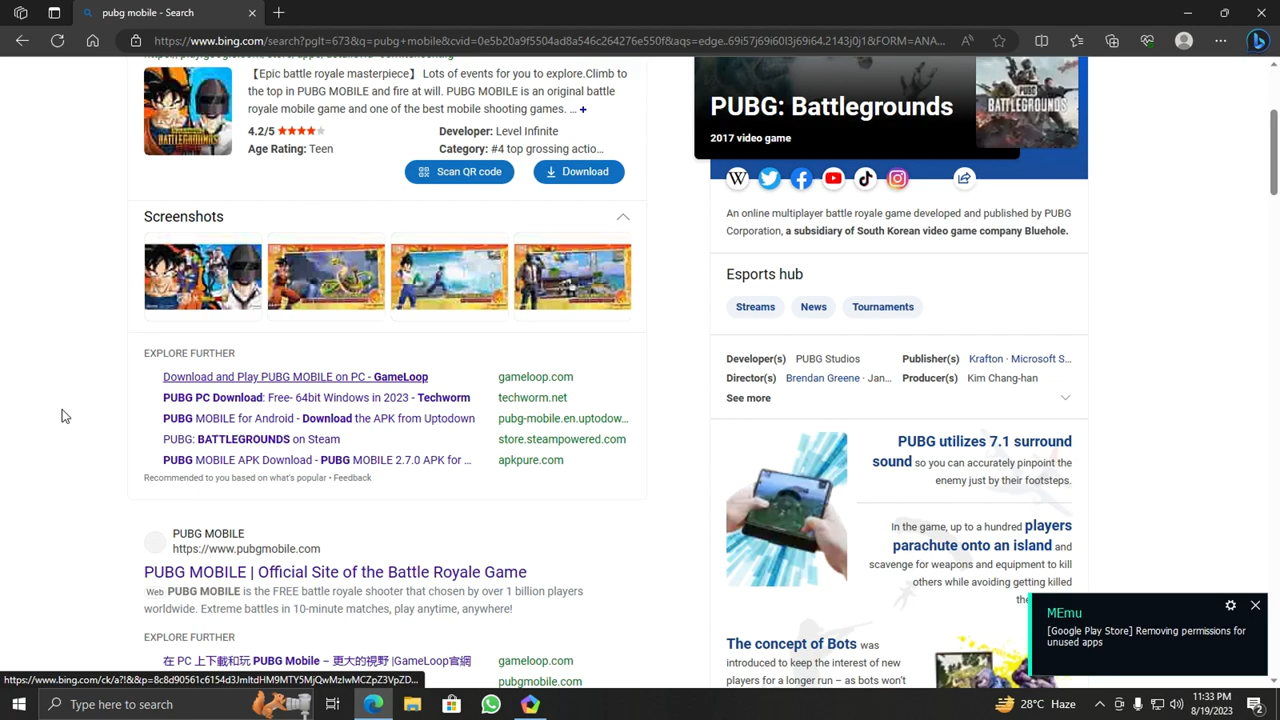 pubg mobile - Search
https://www.bing.com/search?pglt=673&q=pubg+mobile&cvid=0e5b20a9f5504ad8a546c264276e550f&aqs=edge..69i57j69i60l3j69i64.2143j0j1&FORM=ANA...
【Epic battle royale masterpiece】 Lots of events for you to explore.Climb to
the top in PUBG MOBILE and fire at will. PUBG MOBILE is an original battle
royale mobile game and one of the best mobile shooting games. ... +
4.2/5
Developer: Level Infinite
Age Rating: Teen
Category: #4 top grossing actio...
Scan QR code
Download
Screenshots
EXPLORE FURTHER
Download and Play PUBG MOBILE on PC - GameLoop
gameloop.com
PUBG PC Download: Free- 64bit Windows in 2023 - Techworm
techworm.net
PUBG MOBILE for Android - Download the APK from Uptodown
pubg-mobile.en.uptodow...
PUBG: BATTLEGROUNDS on Steam
store.steampowered.com
PUBG MOBILE APK Download - PUBG MOBILE 2.7.0 APK for ...
apkpure.com
Recommended to you based on what's popular • Feedback
PUBG MOBILE
https://www.pubgmobile.com
PUBG MOBILE | Official Site of the Battle Royale Game
Web PUBG MOBILE is the FREE battle royale shooter that chosen by over 1 billion players
worldwide. Extreme battles in 10-minute matches, play anytime, anywhere!
EXPLORE FURTHER
在 PC 上下載和玩 PUBG Mobile – 更大的視野 |GameLoop官網
gameloop.com
pubgmobile.com
https://www.bing.com/ck/a?!&&p=8c8d90561c6154d3JmltdHM9MTY5MjQwMzIwMCZpZ3VpZD...
PUBG: Battlegrounds
2017 video game
PUBG
BATTLEGROUNDS
W
An online multiplayer battle royale game developed and published by PUBG
Corporation, a subsidiary of South Korean video game company Bluehole.
Esports hub
Streams
News
Tournaments
Developer(s) PUBG Studios
Publisher(s) Krafton · Microsoft S...
Director(s) Brendan Greene · Jan...
Producer(s) Kim Chang-han
See more
PUBG utilizes 7.1 surround
sound so you can accurately pinpoint the
enemy just by their footsteps.
In the game, up to a hundred players
parachute onto an island and
scavenge for weapons and equipment to kill
others while avoiding getting killed
The concept of Bots was
introduced to keep the interest of new
players for a longer run – as bots won't
MEmu
[Google Play Store] Removing permissions for
unused apps
Type here to search
28°C Haze
11:33 PM
8/19/2023
2